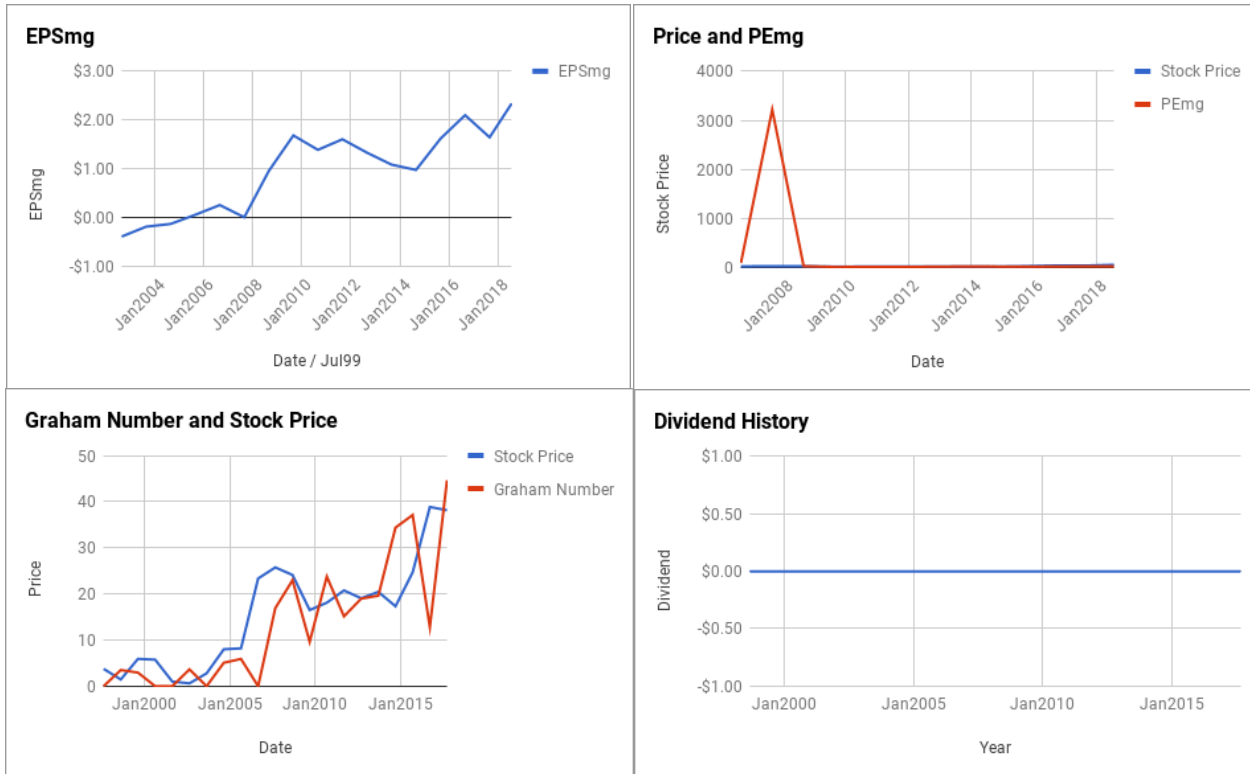 EPSmg
$3.00
$2.00
$1.00
$0.00
-$1.00
EPSmg
EPSmg
Jan2004
Jan2006
Jan2008
Jan2010
Jan2012
Jan2014
Jan2016
Jan2018
Date / Jul99
Price and PEmg
4000
3000
2000
1000
0
Stock Price
Stock Price
PEmg
Jan2008
Jan2010
Jan2012
Jan2014
Jan2016
Jan2018
Date
Graham Number and Stock Price
50
40
30
20
10
0
Price
Stock Price
Graham Number
Jan2000
Jan2005
Jan2010
Jan2015
Date
Dividend History
$1.00
$0.50
$0.00
-$0.50
-$1.00
Dividend
Jan2000
Jan2005
Jan2010
Jan2015
Year